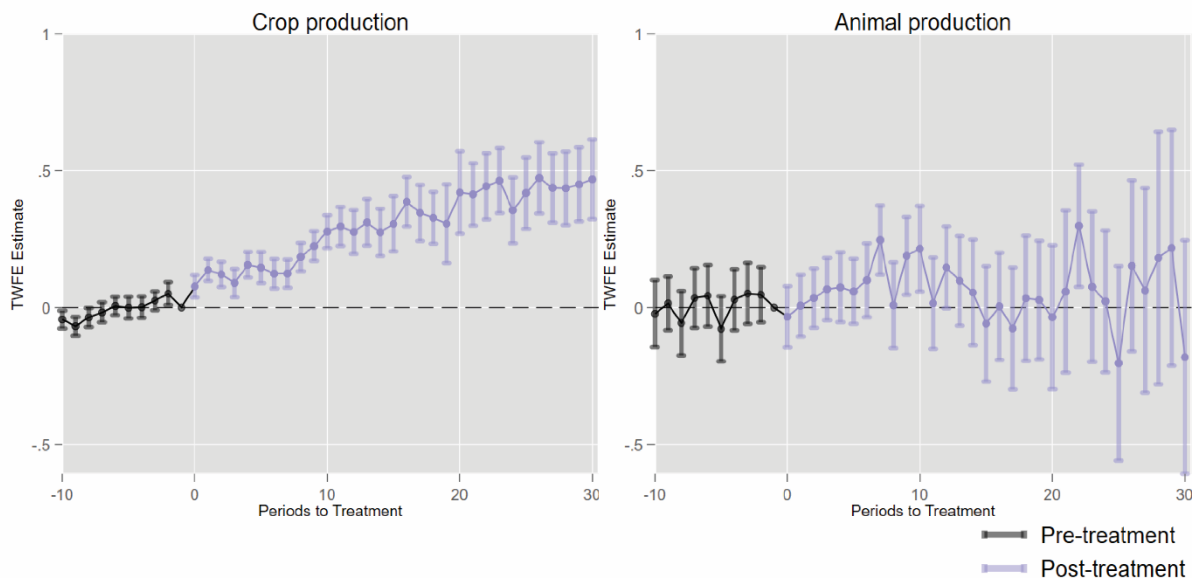 Crop production
Animal production
TWFE Estimate
1
.5
0
-.5
-10
0
10
20
30
Periods to Treatment
TWFE Estimate
1
.5
0
-.5
-10
0
10
20
30
Periods to Treatment
Pre-treatment
Post-treatment